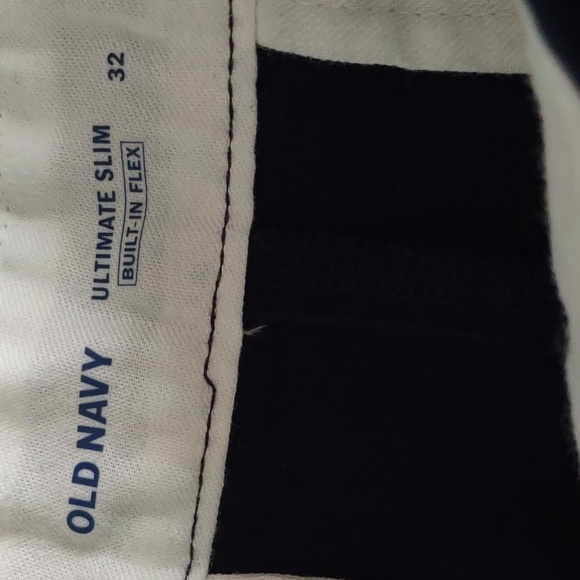 OLD NAVY
ULTIMATE SLIM
BUILT-IN FLEX
32